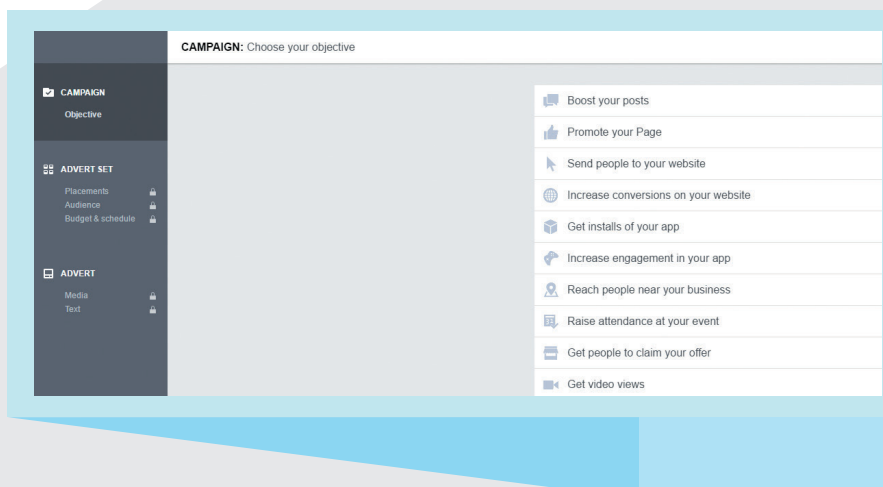 CAMPAIGN: Choose your objective
CAMPAIGN
Objective
ADVERT SET
Placements
Audience
Budget & schedule
ADVERT
Media
Text
Boost your posts
Promote your Page
Send people to your website
Increase conversions on your website
Get installs of your app
Increase engagement in your app
Reach people near your business
Raise attendance at your event
Get people to claim your offer
Get video views